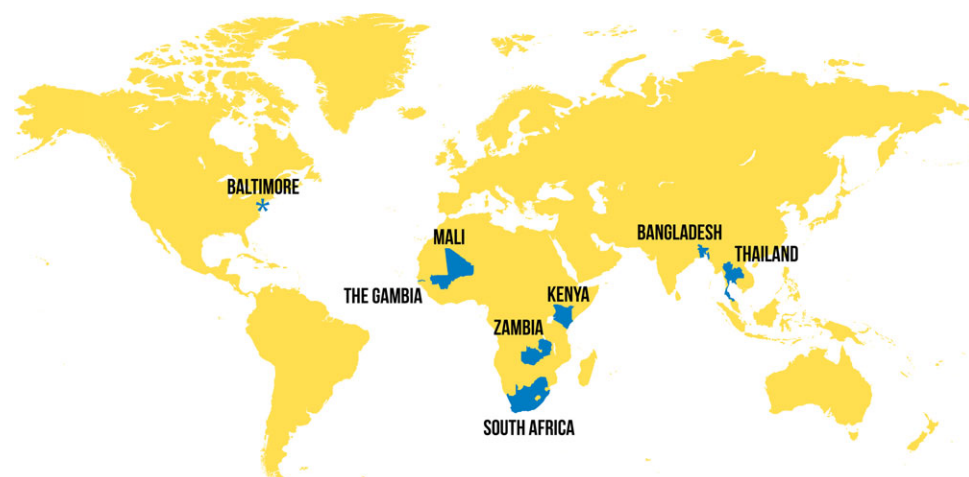 BALTIMORE
*
MALI
BANGLADESH
THAILAND
THE GAMBIA
KENYA
ZAMBIA
SOUTH AFRICA